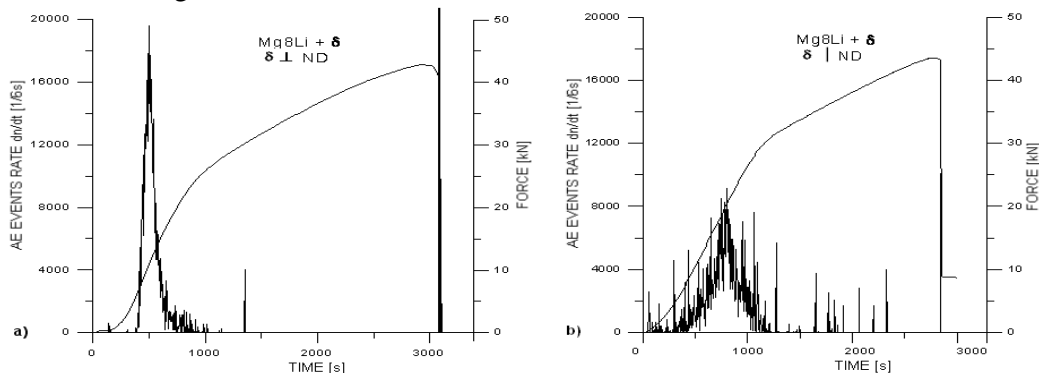 20000
16000
12000
8000
4000
0
AE EVENTS RATE dn/dt [1/6s]
Mg8Li + δ
δ ⊥ ND
50
40
30
20
10
0
FORCE [kN]
0 1000 2000 3000
TIME [s]
a)
20000
16000
12000
8000
4000
0
AE EVENTS RATE dn/dt [1/6s]
Mg8Li + δ
δ | ND
50
40
30
20
10
0
FORCE [kN]
0 1000 2000 3000
TIME [s]
b)